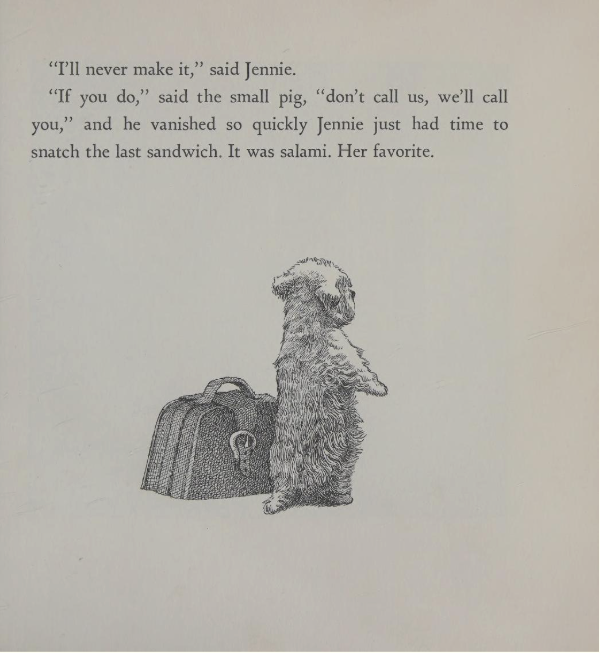 “I’ll never make it,” said Jennie.
“If you do,” said the small pig, “don’t call us, we’ll call
you,” and he vanished so quickly Jennie just had time to
snatch the last sandwich. It was salami. Her favorite.